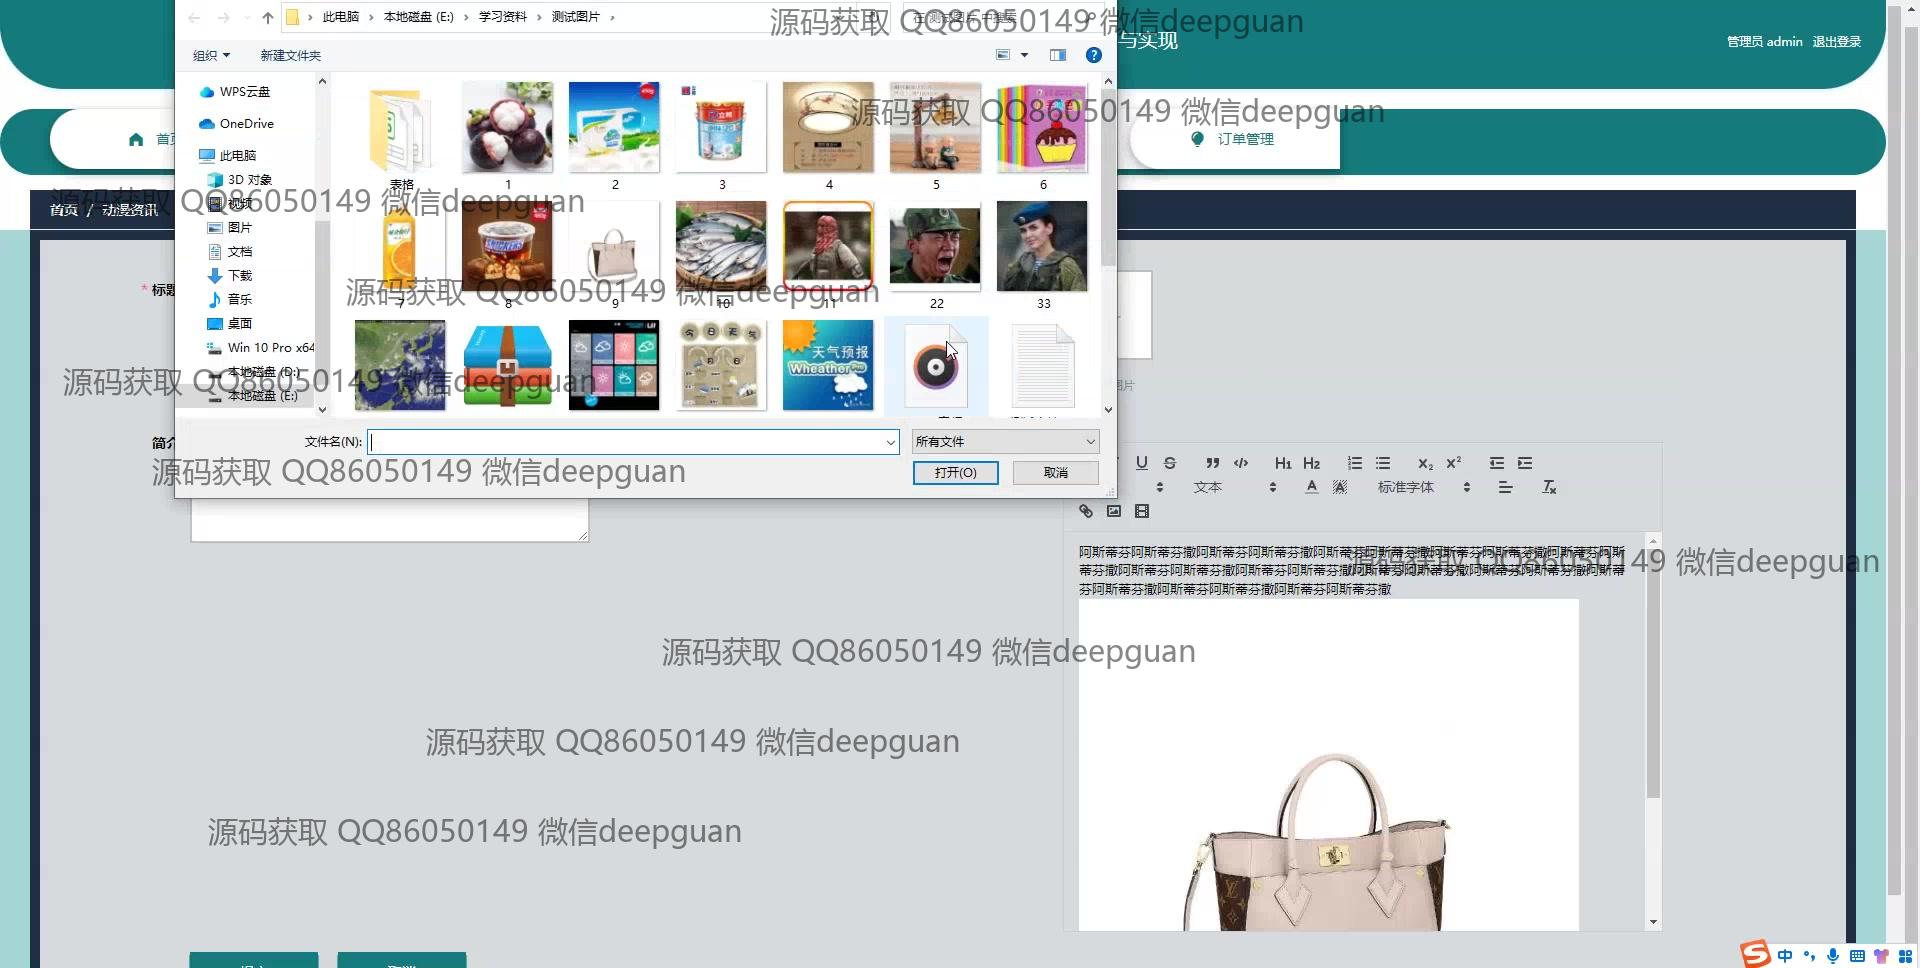 此电脑 › 本地磁盘 (E:) › 学习资料 › 测试图片 ›
源码获取 QQ86050149 微信deepguan
与实现
管理员 admin 退出登录
组织 新建文件夹
WPS云盘
OneDrive
此电脑
3D 对象
视频
图片
文档
下载
音乐
桌面
Win 10 Pro x64
本地磁盘 (D:)
本地磁盘 (E:)
表格 1 2 3 4 5 6
源码获取 QQ86050149 微信deepguan
订单管理
首页 / 动漫资讯
源码获取 QQ86050149 微信deepguan
7 8 9 10 11 22 33
源码获取 QQ86050149 微信deepguan
* 标题
今日天气
天气预报
Wheather
源码获取 QQ86050149 微信deepguan
图片
文件名(N): 所有文件
打开(O) 取消
简介
源码获取 QQ86050149 微信deepguan
U S ” </> H1 H2 X2 X2
文本 A 标准字体
阿斯蒂芬阿斯蒂芬撒阿斯蒂芬阿斯蒂芬撒阿斯蒂芬阿斯蒂芬撒阿斯蒂芬阿斯蒂芬撒阿斯蒂芬阿斯
蒂芬撒阿斯蒂芬阿斯蒂芬撒阿斯蒂芬阿斯蒂芬撒阿斯蒂芬阿斯蒂芬撒阿斯蒂芬阿斯蒂芬撒阿斯蒂
芬阿斯蒂芬撒阿斯蒂芬阿斯蒂芬撒阿斯蒂芬阿斯蒂芬撒
源码获取 QQ86050149 微信deepguan
源码获取 QQ86050149 微信deepguan
源码获取 QQ86050149 微信deepguan
源码获取 QQ86050149 微信deepguan
中